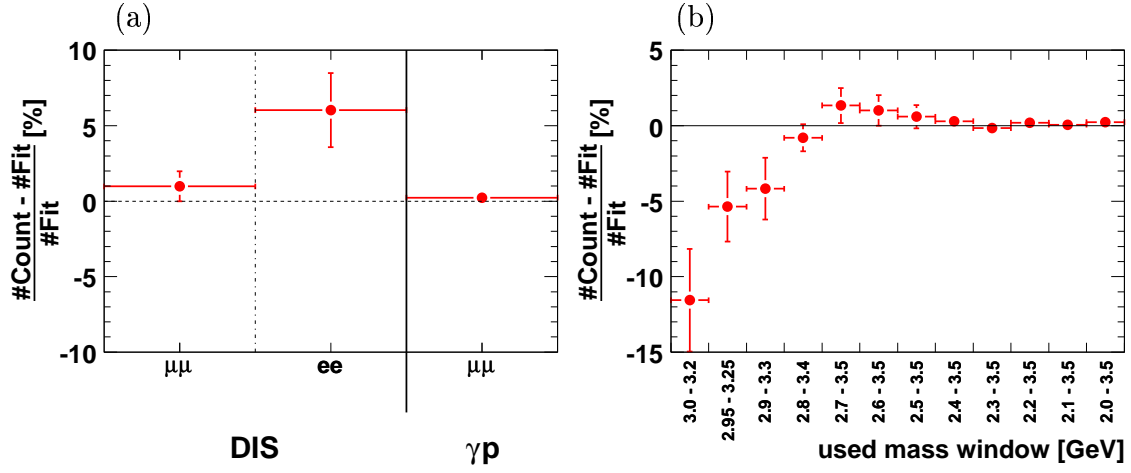 (a)
#Count - #Fit
#Fit
[%]
10
5
0
-5
-10
μμ
ee
μμ
DIS
γp
(b)
#Count - #Fit
#Fit
[%]
5
0
-5
-10
-15
3.0 - 3.2
2.95 - 3.25
2.9 - 3.3
2.8 - 3.4
2.7 - 3.5
2.6 - 3.5
2.5 - 3.5
2.4 - 3.5
2.3 - 3.5
2.2 - 3.5
2.1 - 3.5
2.0 - 3.5
used mass window [GeV]